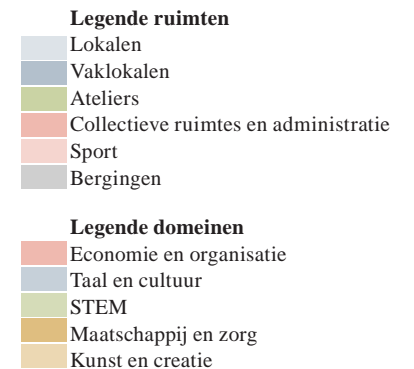 Legende ruimten
Lokalen
Vaklokalen
Ateliers
Collectieve ruimtes en administratie
Sport
Bergingen
Legende domeinen
Economie en organisatie
Taal en cultuur
STEM
Maatschappij en zorg
Kunst en creatie